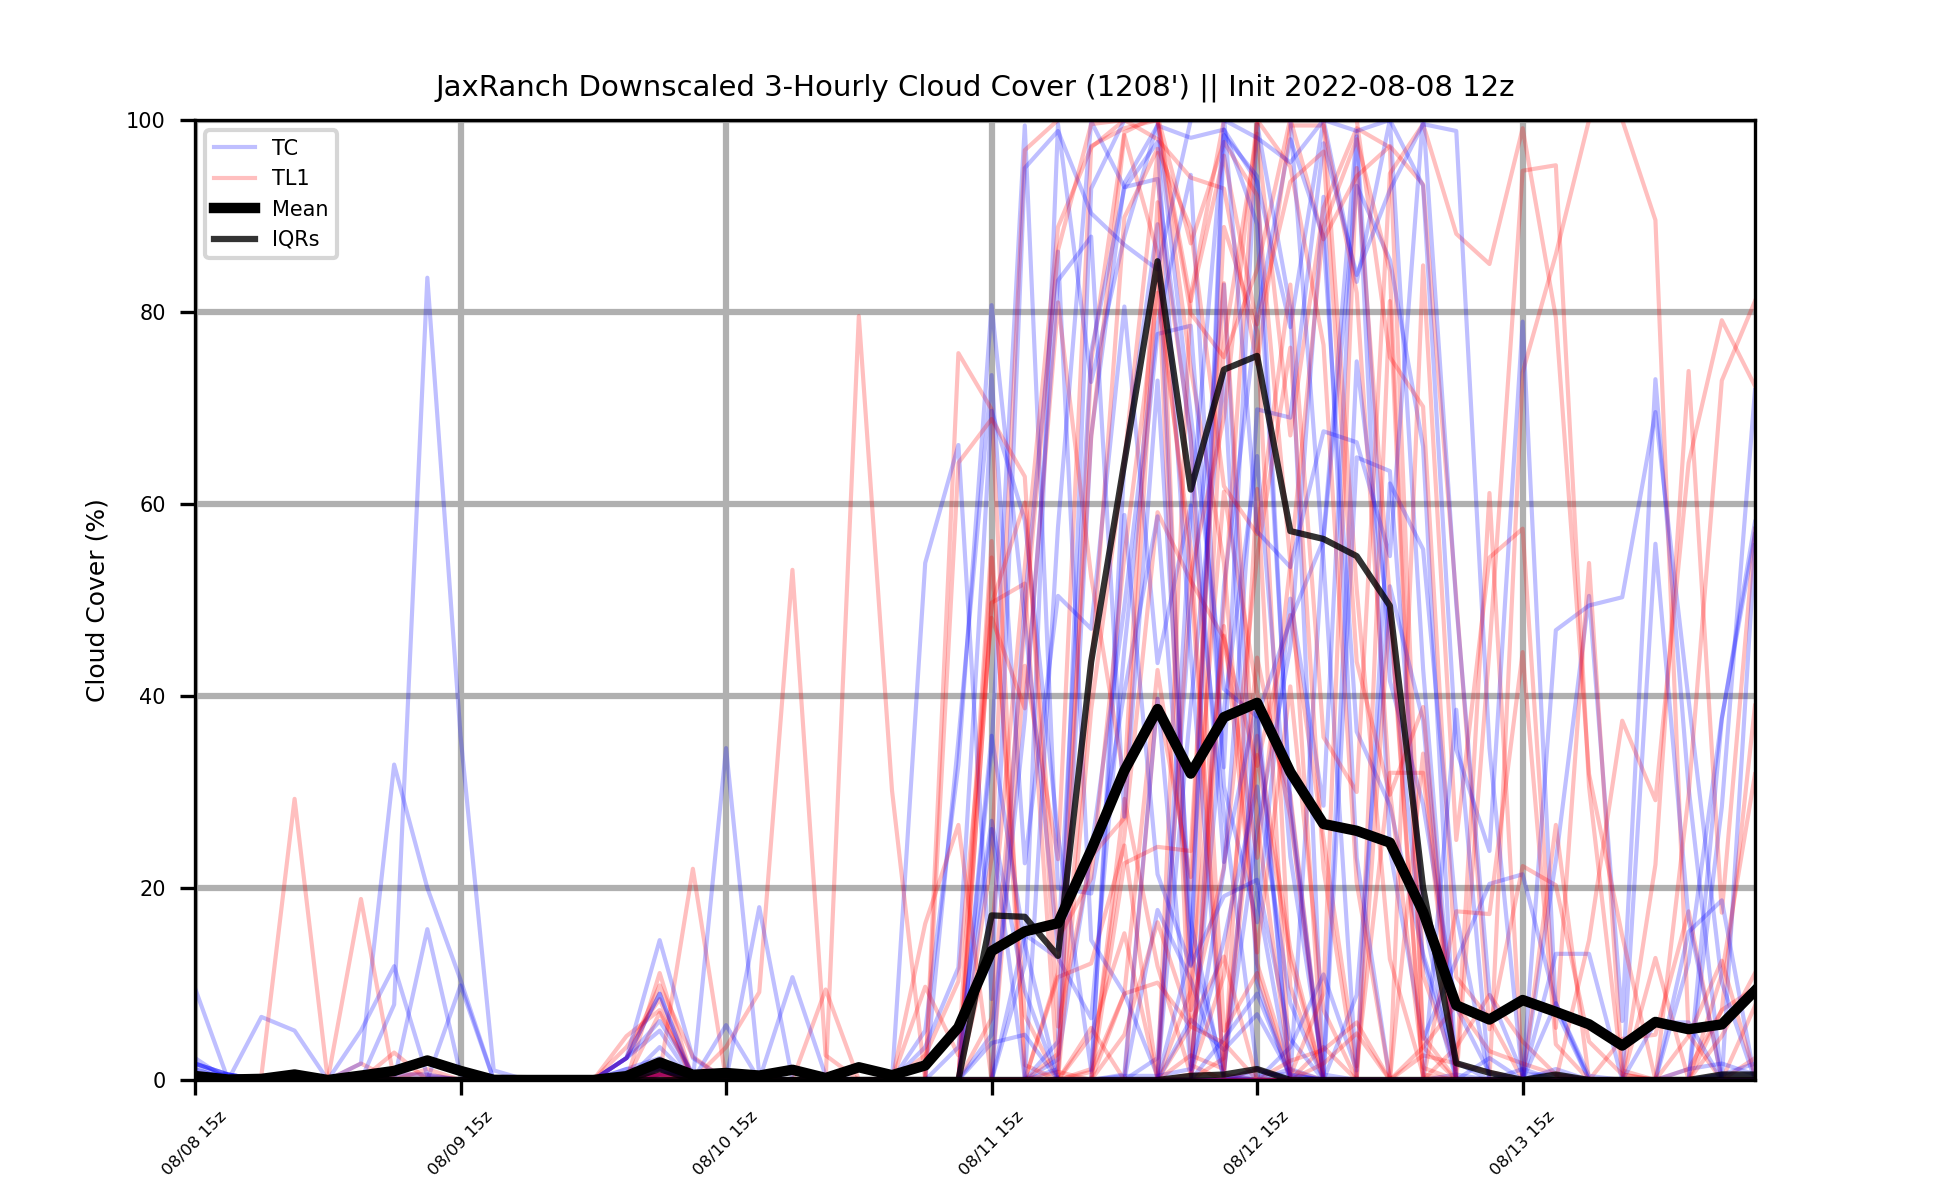 JaxRanch Downscaled 3-Hourly Cloud Cover (1208') || Init 2022-08-08 12z
Cloud Cover (%)
100
80
60
40
20
0
TC
TL1
Mean
IQRs
08/08 15z
08/09 15z
08/10 15z
08/11 15z
08/12 15z
08/13 15z